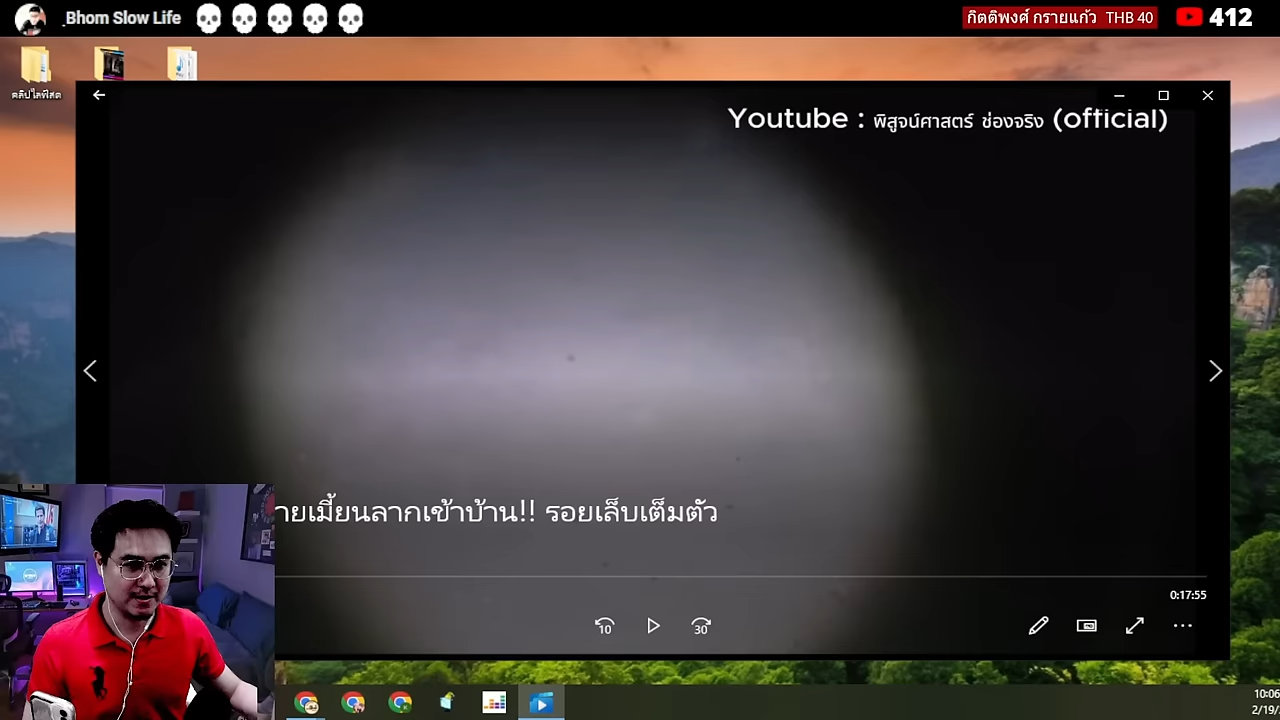 _Bhom Slow Life
กิตติพงศ์ กรายแก้ว THB 40
412
คลิปไลฟ์สด
Youtube : พิสูจน์ศาสตร์ ช่องจริง (official)
ายเมี้ยนลากเข้าบ้าน!! รอยเล็บเต็มตัว
0:17:55
10
30
10:06
2/19/